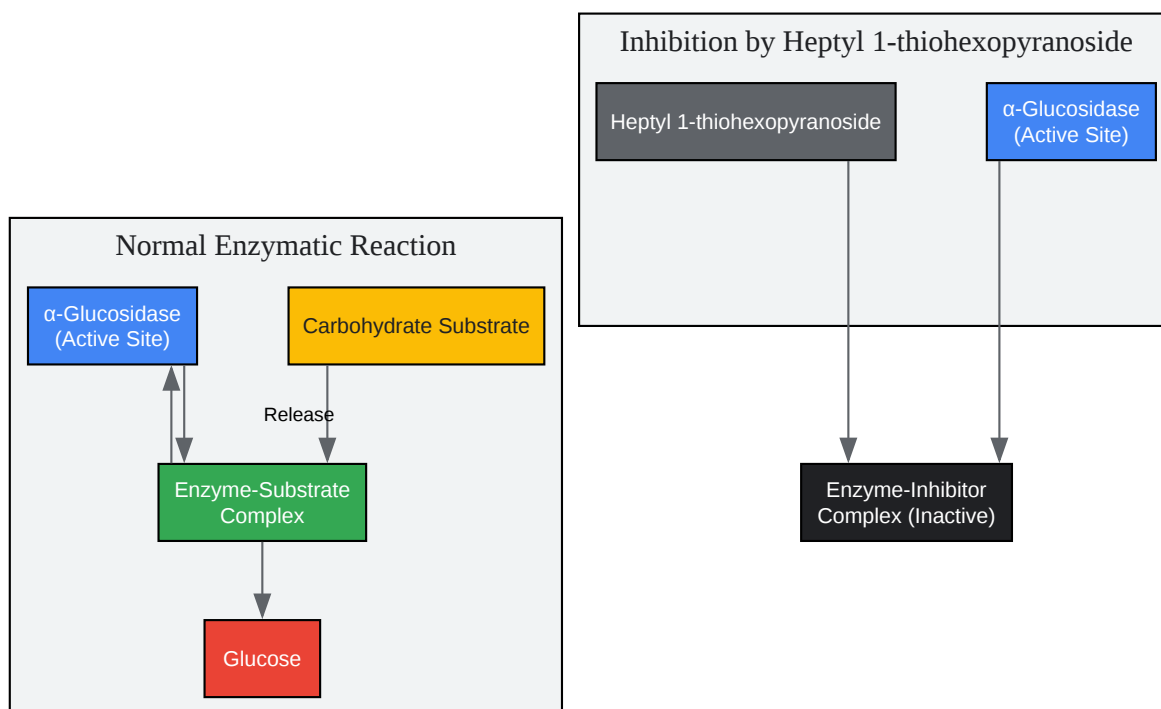 Inhibition by Heptyl 1-thiohexopyranoside
Heptyl 1-thiohexopyranoside
α-Glucosidase
(Active Site)
Normal Enzymatic Reaction
α-Glucosidase
(Active Site)
Carbohydrate Substrate
Release
Enzyme-Substrate
Complex
Enzyme-Inhibitor
Complex (Inactive)
Glucose